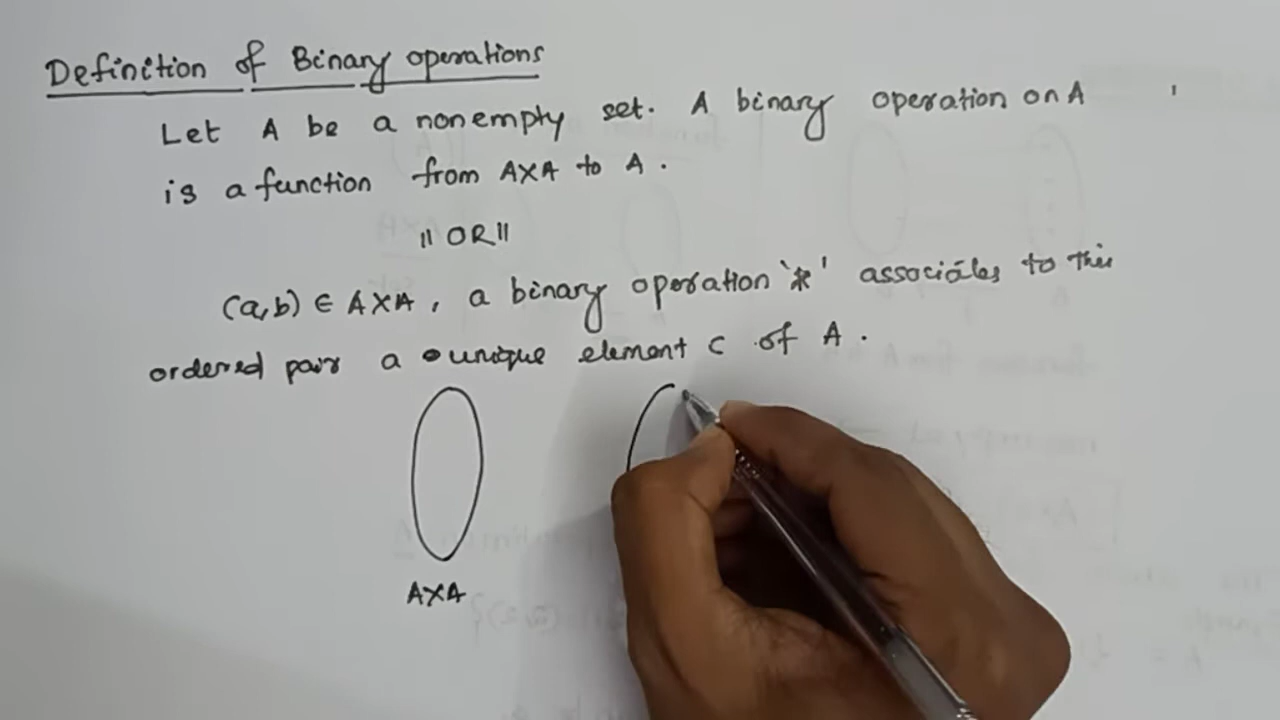 Definition of Binary operations
Let A be a nonempty set. A binary operation on A
is a function from A×A to A.
"OR"
(a,b) ∈ A×A, a binary operation '*' associates to this
ordered pair a unique element c of A.
A×A